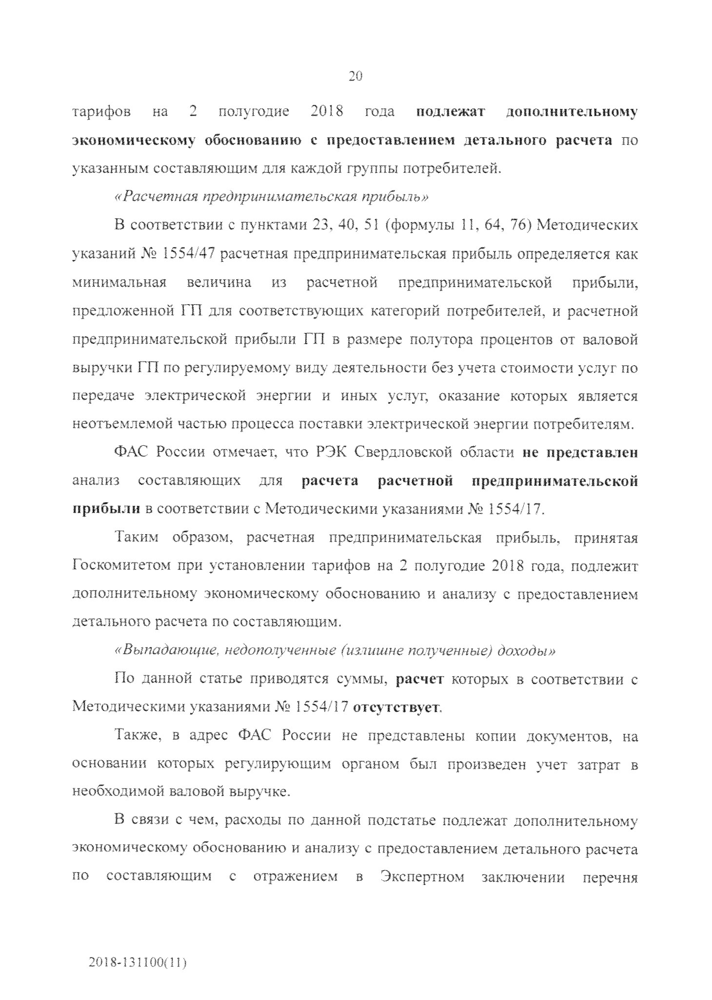 20
тарифов на 2 полугодие 2018 года подлежат дополнительному
экономическому обоснованию с предоставлением детального расчета по
указанным составляющим для каждой группы потребителей.
«Расчетная предпринимательская прибыль»
В соответствии с пунктами 23, 40, 51 (формулы 11, 64, 76) Методических
указаний № 1554/47 расчетная предпринимательская прибыль определяется как
минимальная величина из расчетной предпринимательской прибыли,
предложенной ГП для соответствующих категорий потребителей, и расчетной
предпринимательской прибыли ГП в размере полутора процентов от валовой
выручки ГП по регулируемому виду деятельности без учета стоимости услуг по
передаче электрической энергии и иных услуг, оказание которых является
неотъемлемой частью процесса поставки электрической энергии потребителям.
ФАС России отмечает, что РЭК Свердловской области не представлен
анализ составляющих для расчета расчетной предпринимательской
прибыли в соответствии с Методическими указаниями № 1554/17.
Таким образом, расчетная предпринимательская прибыль, принятая
Госкомитетом при установлении тарифов на 2 полугодие 2018 года, подлежит
дополнительному экономическому обоснованию и анализу с предоставлением
детального расчета по составляющим.
«Выпадающие, недополученные (излишне полученные) доходы»
По данной статье приводятся суммы, расчет которых в соответствии с
Методическими указаниями № 1554/17 отсутствует.
Также, в адрес ФАС России не представлены копии документов, на
основании которых регулирующим органом был произведен учет затрат в
необходимой валовой выручке.
В связи с чем, расходы по данной подстатье подлежат дополнительному
экономическому обоснованию и анализу с предоставлением детального расчета
по составляющим с отражением в Экспертном заключении перечня
2018-131100(11)